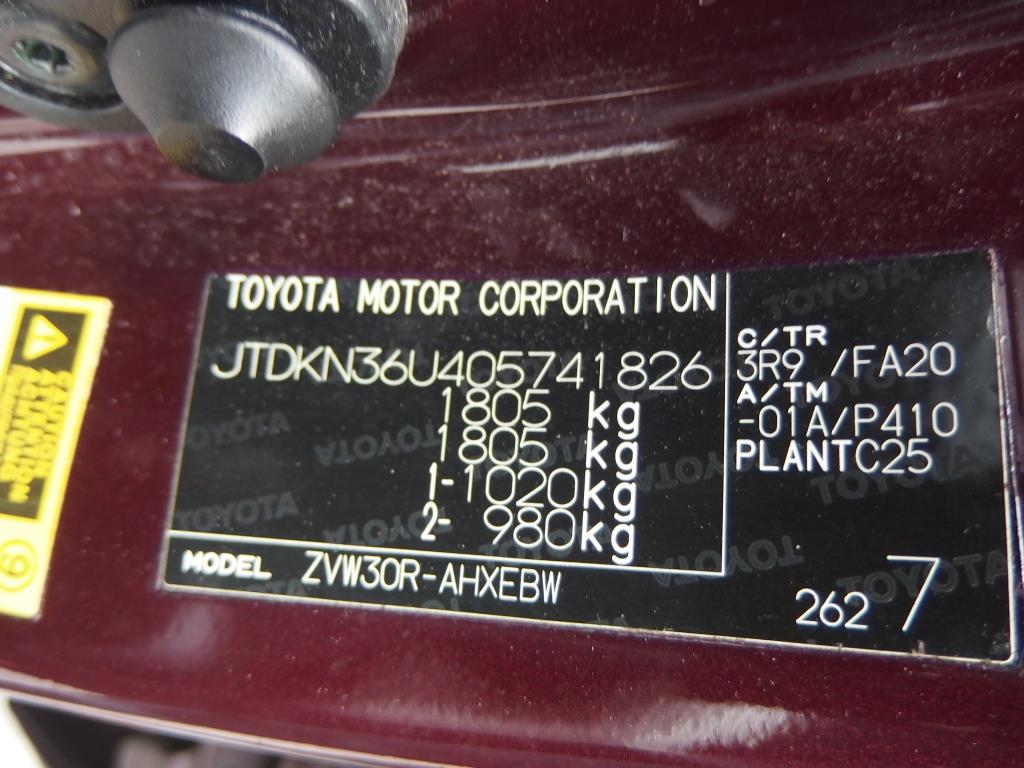 TOYOTA MOTOR CORPORATION
JTDKN36U405741826
1805 kg
1805 kg
1-1020kg
2- 980kg
MODEL ZVW30R-AHXEBW
C/TR
3R9 /FA20
A/TM
-01A/P410
PLANTC25
262 7